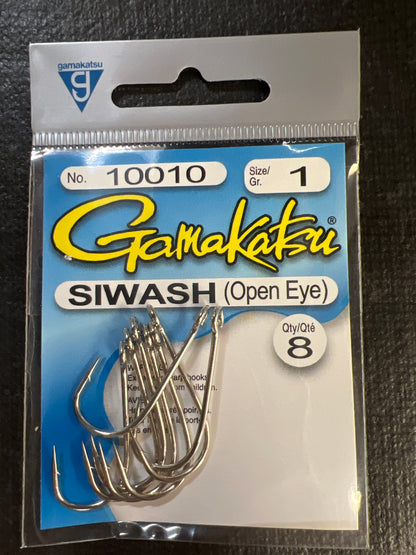 gamakatsu
g
No. 10010
Size/
Gr. 1
Gamakatsu®
SIWASH (Open Eye)
Qty/Qté
8